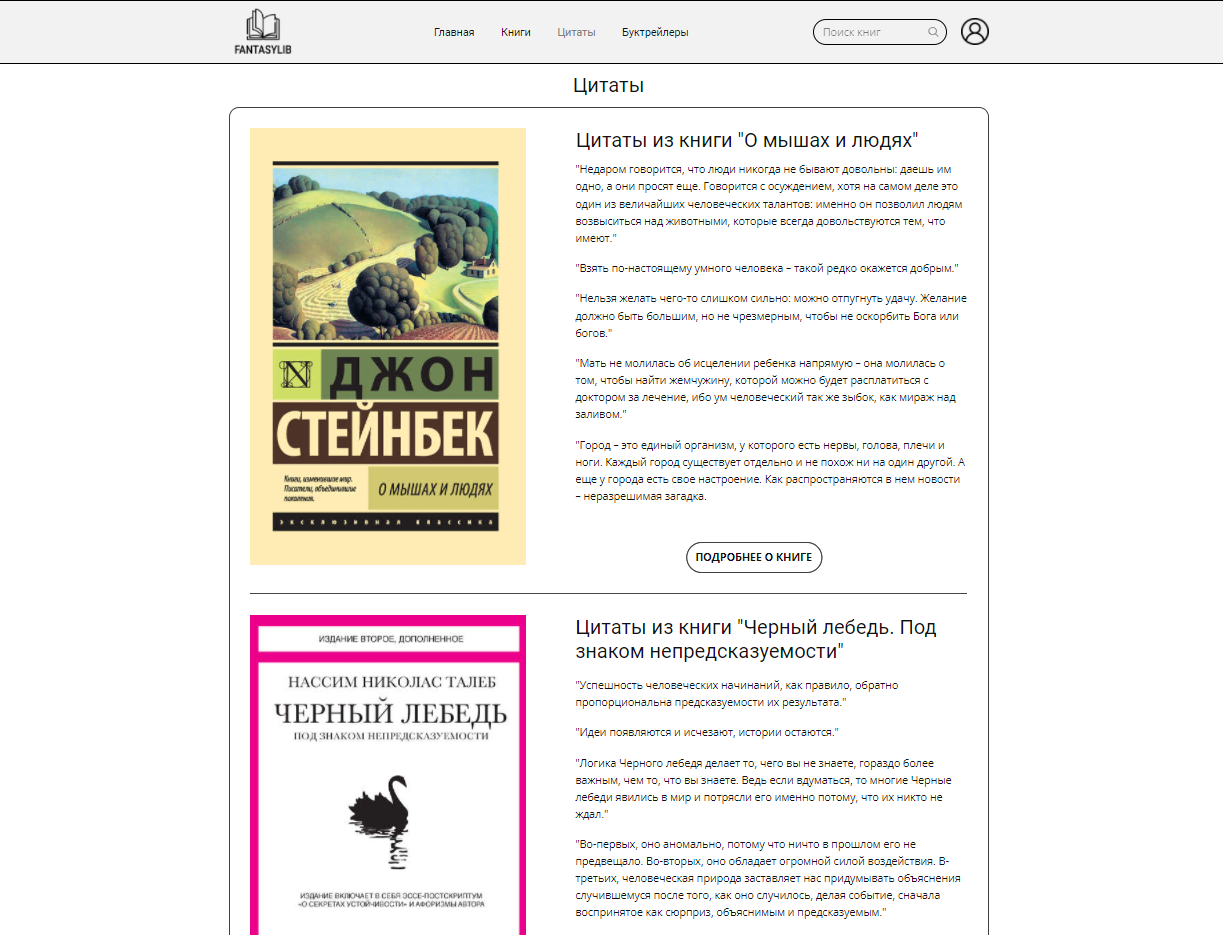 FANTASYLIB
Главная
Книги
Цитаты
Буктрейлеры
Поиск книг
Цитаты
ДЖОН
СТЕЙНБЕК
Книги, изменившие мир.
Писатели, объединившие
поколения.
О МЫШАХ И ЛЮДЯХ
ЭКСКЛЮЗИВНАЯ КЛАССИКА
Цитаты из книги "О мышах и людях"
"Недаром говорится, что люди никогда не бывают довольны: даешь им
одно, а они просят еще. Говорится с осуждением, хотя на самом деле это
один из величайших человеческих талантов: именно он позволил людям
возвыситься над животными, которые всегда довольствуются тем, что
имеют."
"Взять по-настоящему умного человека – такой редко окажется добрым."
"Нельзя желать чего-то слишком сильно: можно отпугнуть удачу. Желание
должно быть большим, но не чрезмерным, чтобы не оскорбить Бога или
богов."
"Мать не молилась об исцелении ребенка напрямую – она молилась о
том, чтобы найти жемчужину, которой можно будет расплатиться с
доктором за лечение, ибо ум человеческий так же зыбок, как мираж над
заливом."
"Город – это единый организм, у которого есть нервы, голова, плечи и
ноги. Каждый город существует отдельно и не похож ни на один другой. А
еще у города есть свое настроение. Как распространяются в нем новости
– неразрешимая загадка.
ПОДРОБНЕЕ О КНИГЕ
ИЗДАНИЕ ВТОРОЕ, ДОПОЛНЕННОЕ
НАССИМ НИКОЛАС ТАЛЕБ
ЧЕРНЫЙ ЛЕБЕДЬ
ПОД ЗНАКОМ НЕПРЕДСКАЗУЕМОСТИ
ИЗДАНИЕ ВКЛЮЧАЕТ В СЕБЯ ЭССЕ-ПОСТСКРИПТУМ
«О СЕКРЕТАХ УСТОЙЧИВОСТИ» И АФОРИЗМЫ АВТОРА
Цитаты из книги "Черный лебедь. Под
знаком непредсказуемости"
"Успешность человеческих начинаний, как правило, обратно
пропорциональна предсказуемости их результата."
"Идеи появляются и исчезают, истории остаются."
"Логика Черного лебедя делает то, чего вы не знаете, гораздо более
важным, чем то, что вы знаете. Ведь если вдуматься, то многие Черные
лебеди явились в мир и потрясли его именно потому, что их никто не
ждал."
"Во-первых, оно аномально, потому что ничто в прошлом его не
предвещало. Во-вторых, оно обладает огромной силой воздействия. В-
третьих, человеческая природа заставляет нас придумывать объяснения
случившемуся после того, как оно случилось, делая событие, сначала
воспринятое как сюрприз, объяснимым и предсказуемым."